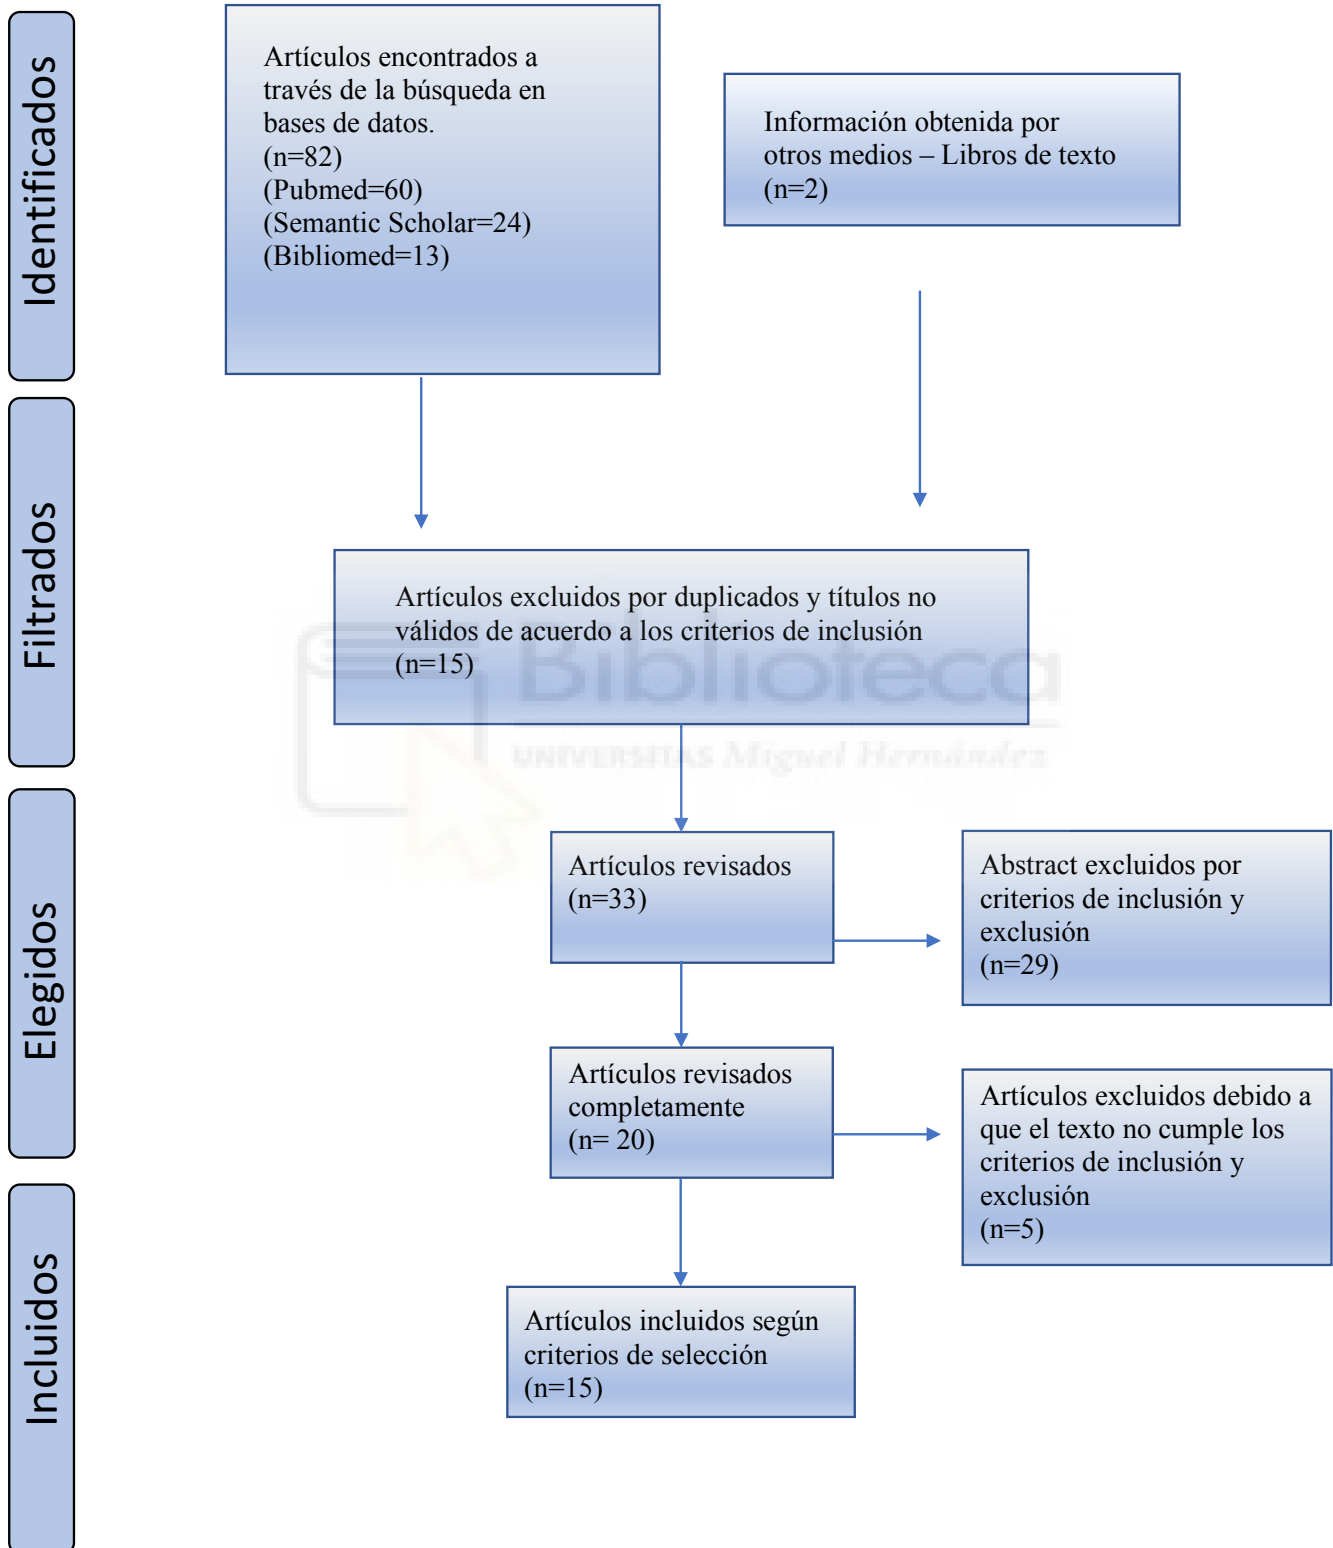 Identificados
Artículos encontrados a
través de la búsqueda en
bases de datos.
(n=82)
(Pubmed=60)
(Semantic Scholar=24)
(Bibliomed=13)
Información obtenida por
otros medios – Libros de texto
(n=2)
Filtrados
Artículos excluidos por duplicados y títulos no
válidos de acuerdo a los criterios de inclusión
(n=15)
Biblioteca
UNIVERSITAS Miguel Hernández
Elegidos
Artículos revisados
(n=33)
Abstract excluidos por
criterios de inclusión y
exclusión
(n=29)
Artículos revisados
completamente
(n= 20)
Artículos excluidos debido a
que el texto no cumple los
criterios de inclusión y
exclusión
(n=5)
Incluidos
Artículos incluidos según
criterios de selección
(n=15)